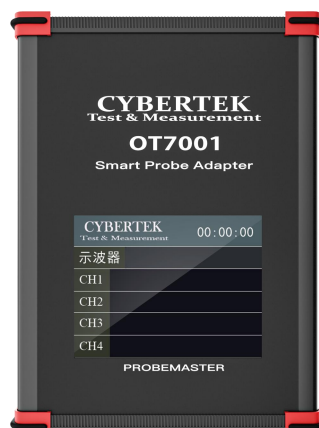 CYBERTEK
Test & Measurement
OT7001
Smart Probe Adapter
CYBERTEK
Test & Measurement
00:00:00
示波器
CH1
CH2
CH3
CH4
PROBEMASTER